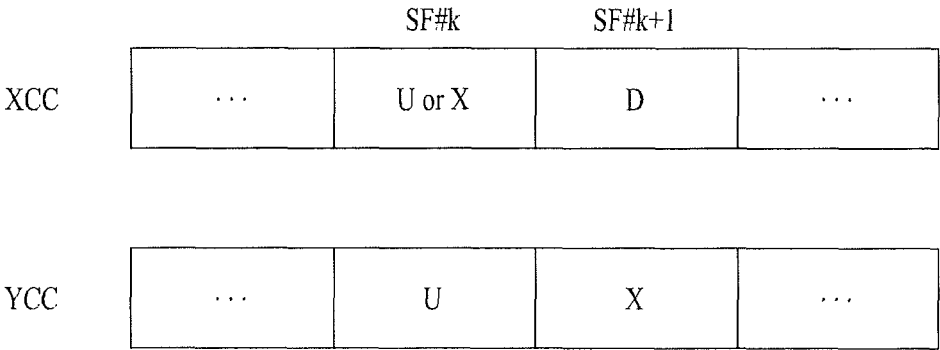 SF#k SF#k+1
XCC ... U or X D ...
YCC ... U X ...